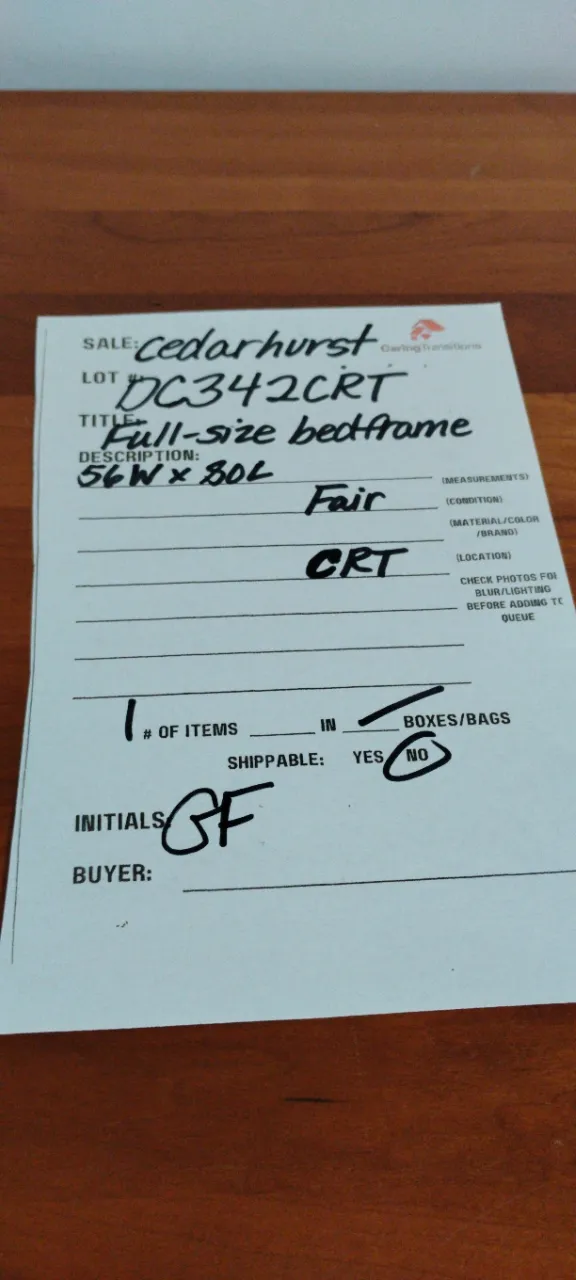 SALE: Cedarhurst CaringTransitions
LOT #: DC342CRT
TITLE: Full-size bedframe
DESCRIPTION:
56W x 80L (MEASUREMENTS)
Fair (CONDITION)
(MATERIAL/COLOR
/BRAND)
CRT (LOCATION)
CHECK PHOTOS FOR
BLUR/LIGHTING
BEFORE ADDING TO
QUEUE
1 # OF ITEMS IN / BOXES/BAGS
SHIPPABLE: YES NO
INITIALS: GF
BUYER: